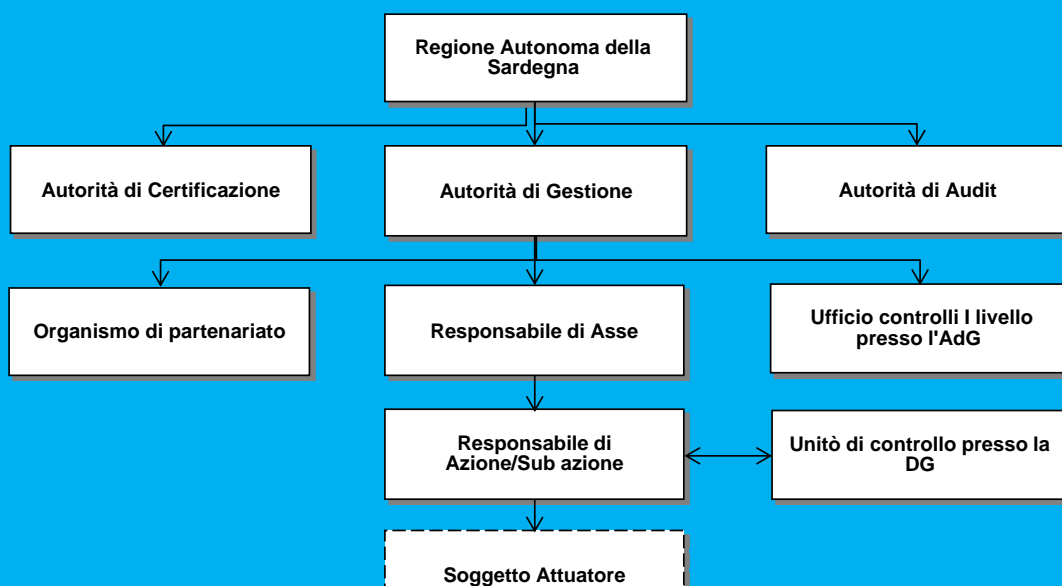 Regione Autonoma della
Sardegna
Autorità di Certificazione
Autorità di Gestione
Autorità di Audit
Organismo di partenariato
Responsabile di Asse
Ufficio controlli I livello
presso l'AdG
Responsabile di
Azione/Sub azione
Unitò di controllo presso la
DG
Soggetto Attuatore